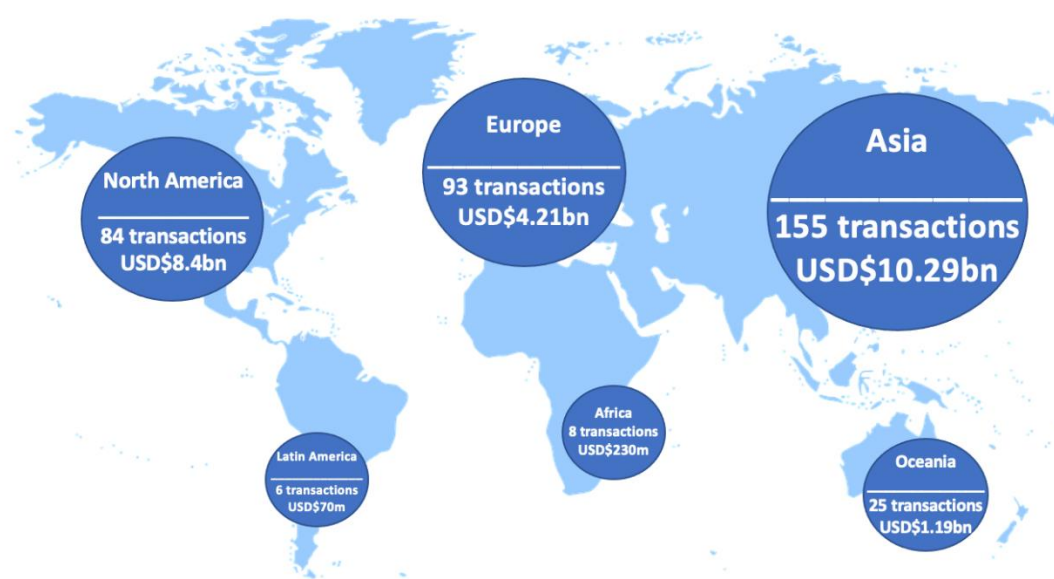 North America
84 transactions
USD$8.4bn
Europe
93 transactions
USD$4.21bn
Asia
155 transactions
USD$10.29bn
Latin America
6 transactions
USD$70m
Africa
8 transactions
USD$230m
Oceania
25 transactions
USD$1.19bn